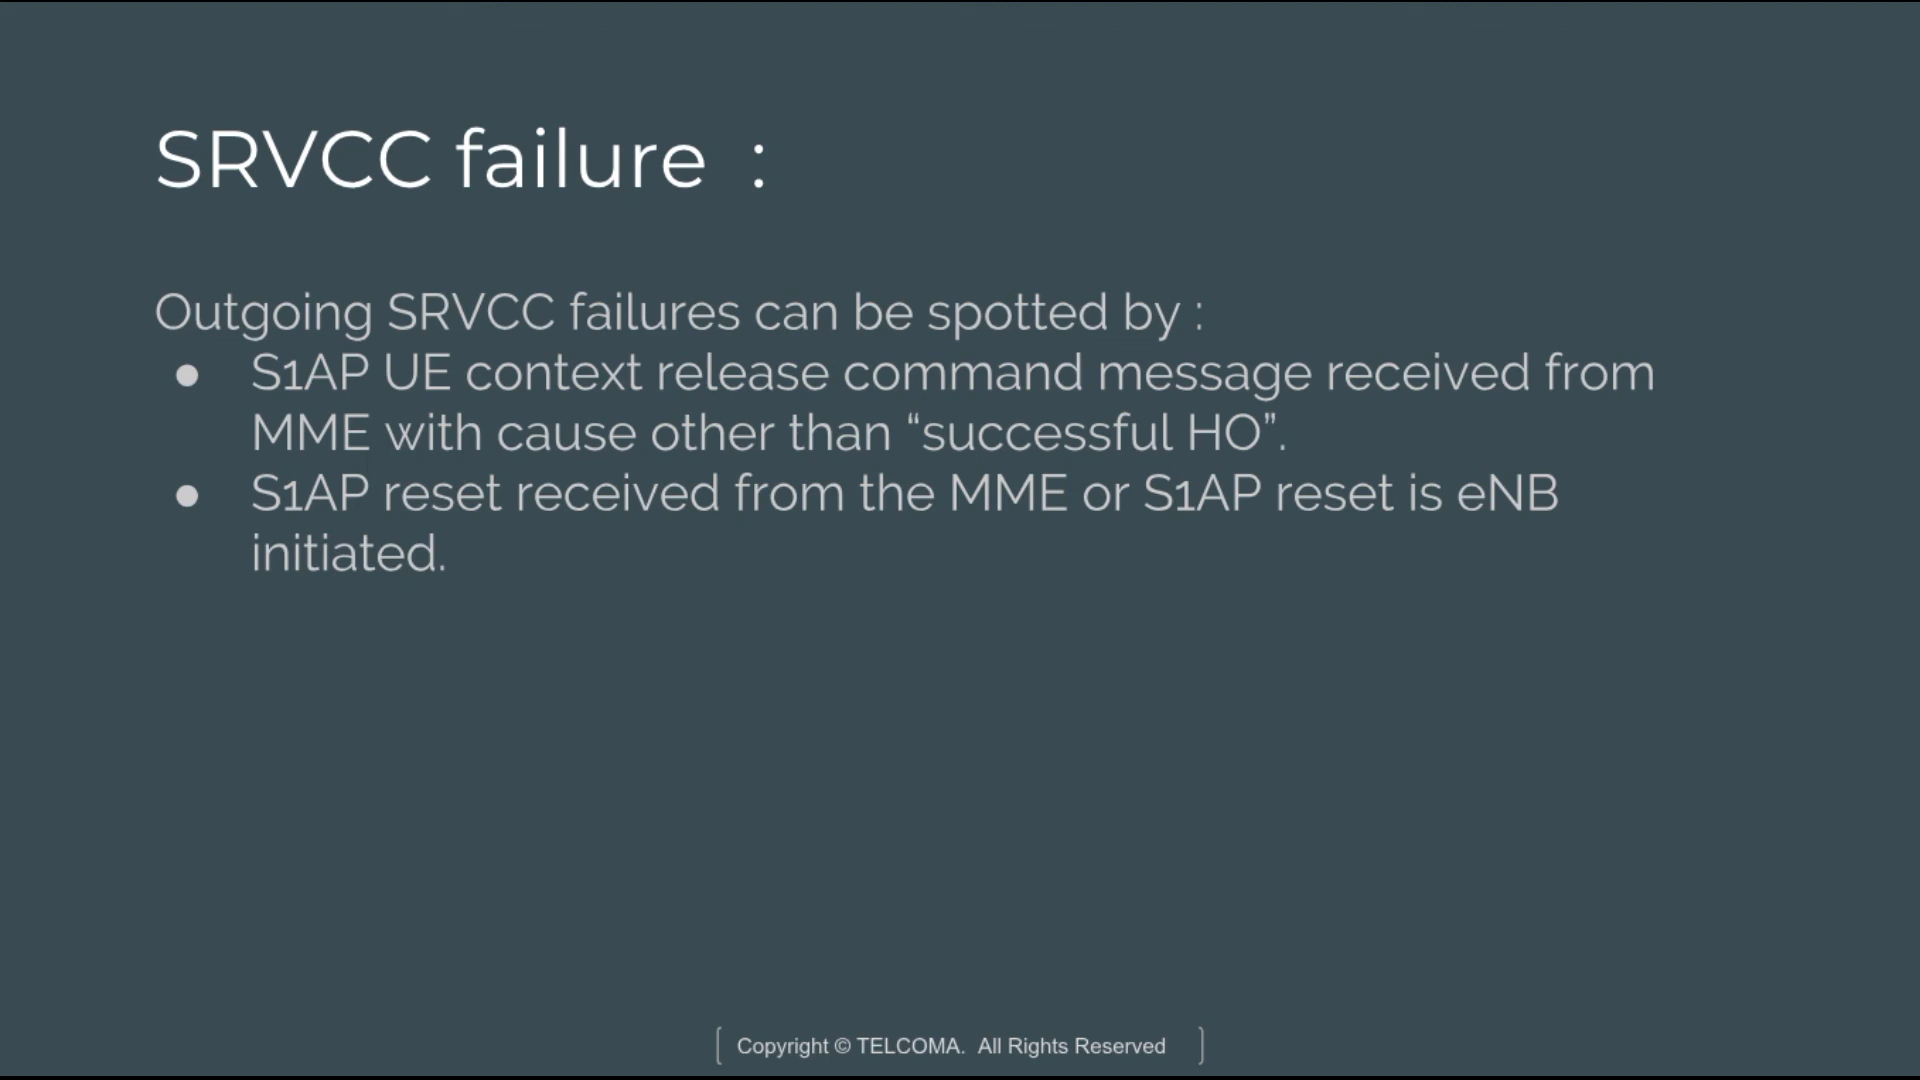 SRVCC failure :
Outgoing SRVCC failures can be spotted by :
● S1AP UE context release command message received from
MME with cause other than “successful HO”.
● S1AP reset received from the MME or S1AP reset is eNB
initiated.
Copyright © TELCOMA. All Rights Reserved